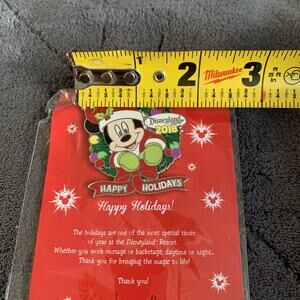 2 Milwaukee 3
Disneyland
2018
HAPPY HOLIDAYS
Happy Holidays!
The holidays are one of the most special times
of year at the Disneyland Resort.
Whether you work onstage or backstage, daytime or night...
Thank you for bringing the magic to life!
Thank you!